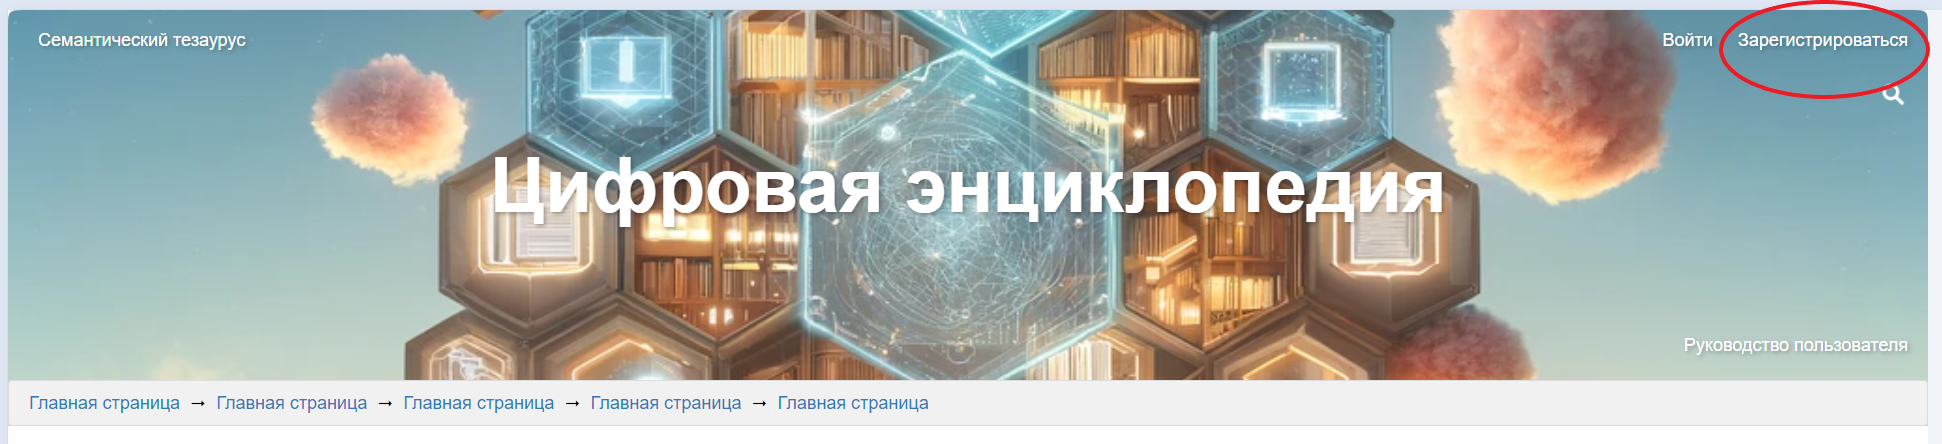 Семантический тезаурус
Войти Зарегистрироваться
Цифровая энциклопедия
Руководство пользователя
Главная страница → Главная страница → Главная страница → Главная страница → Главная страница